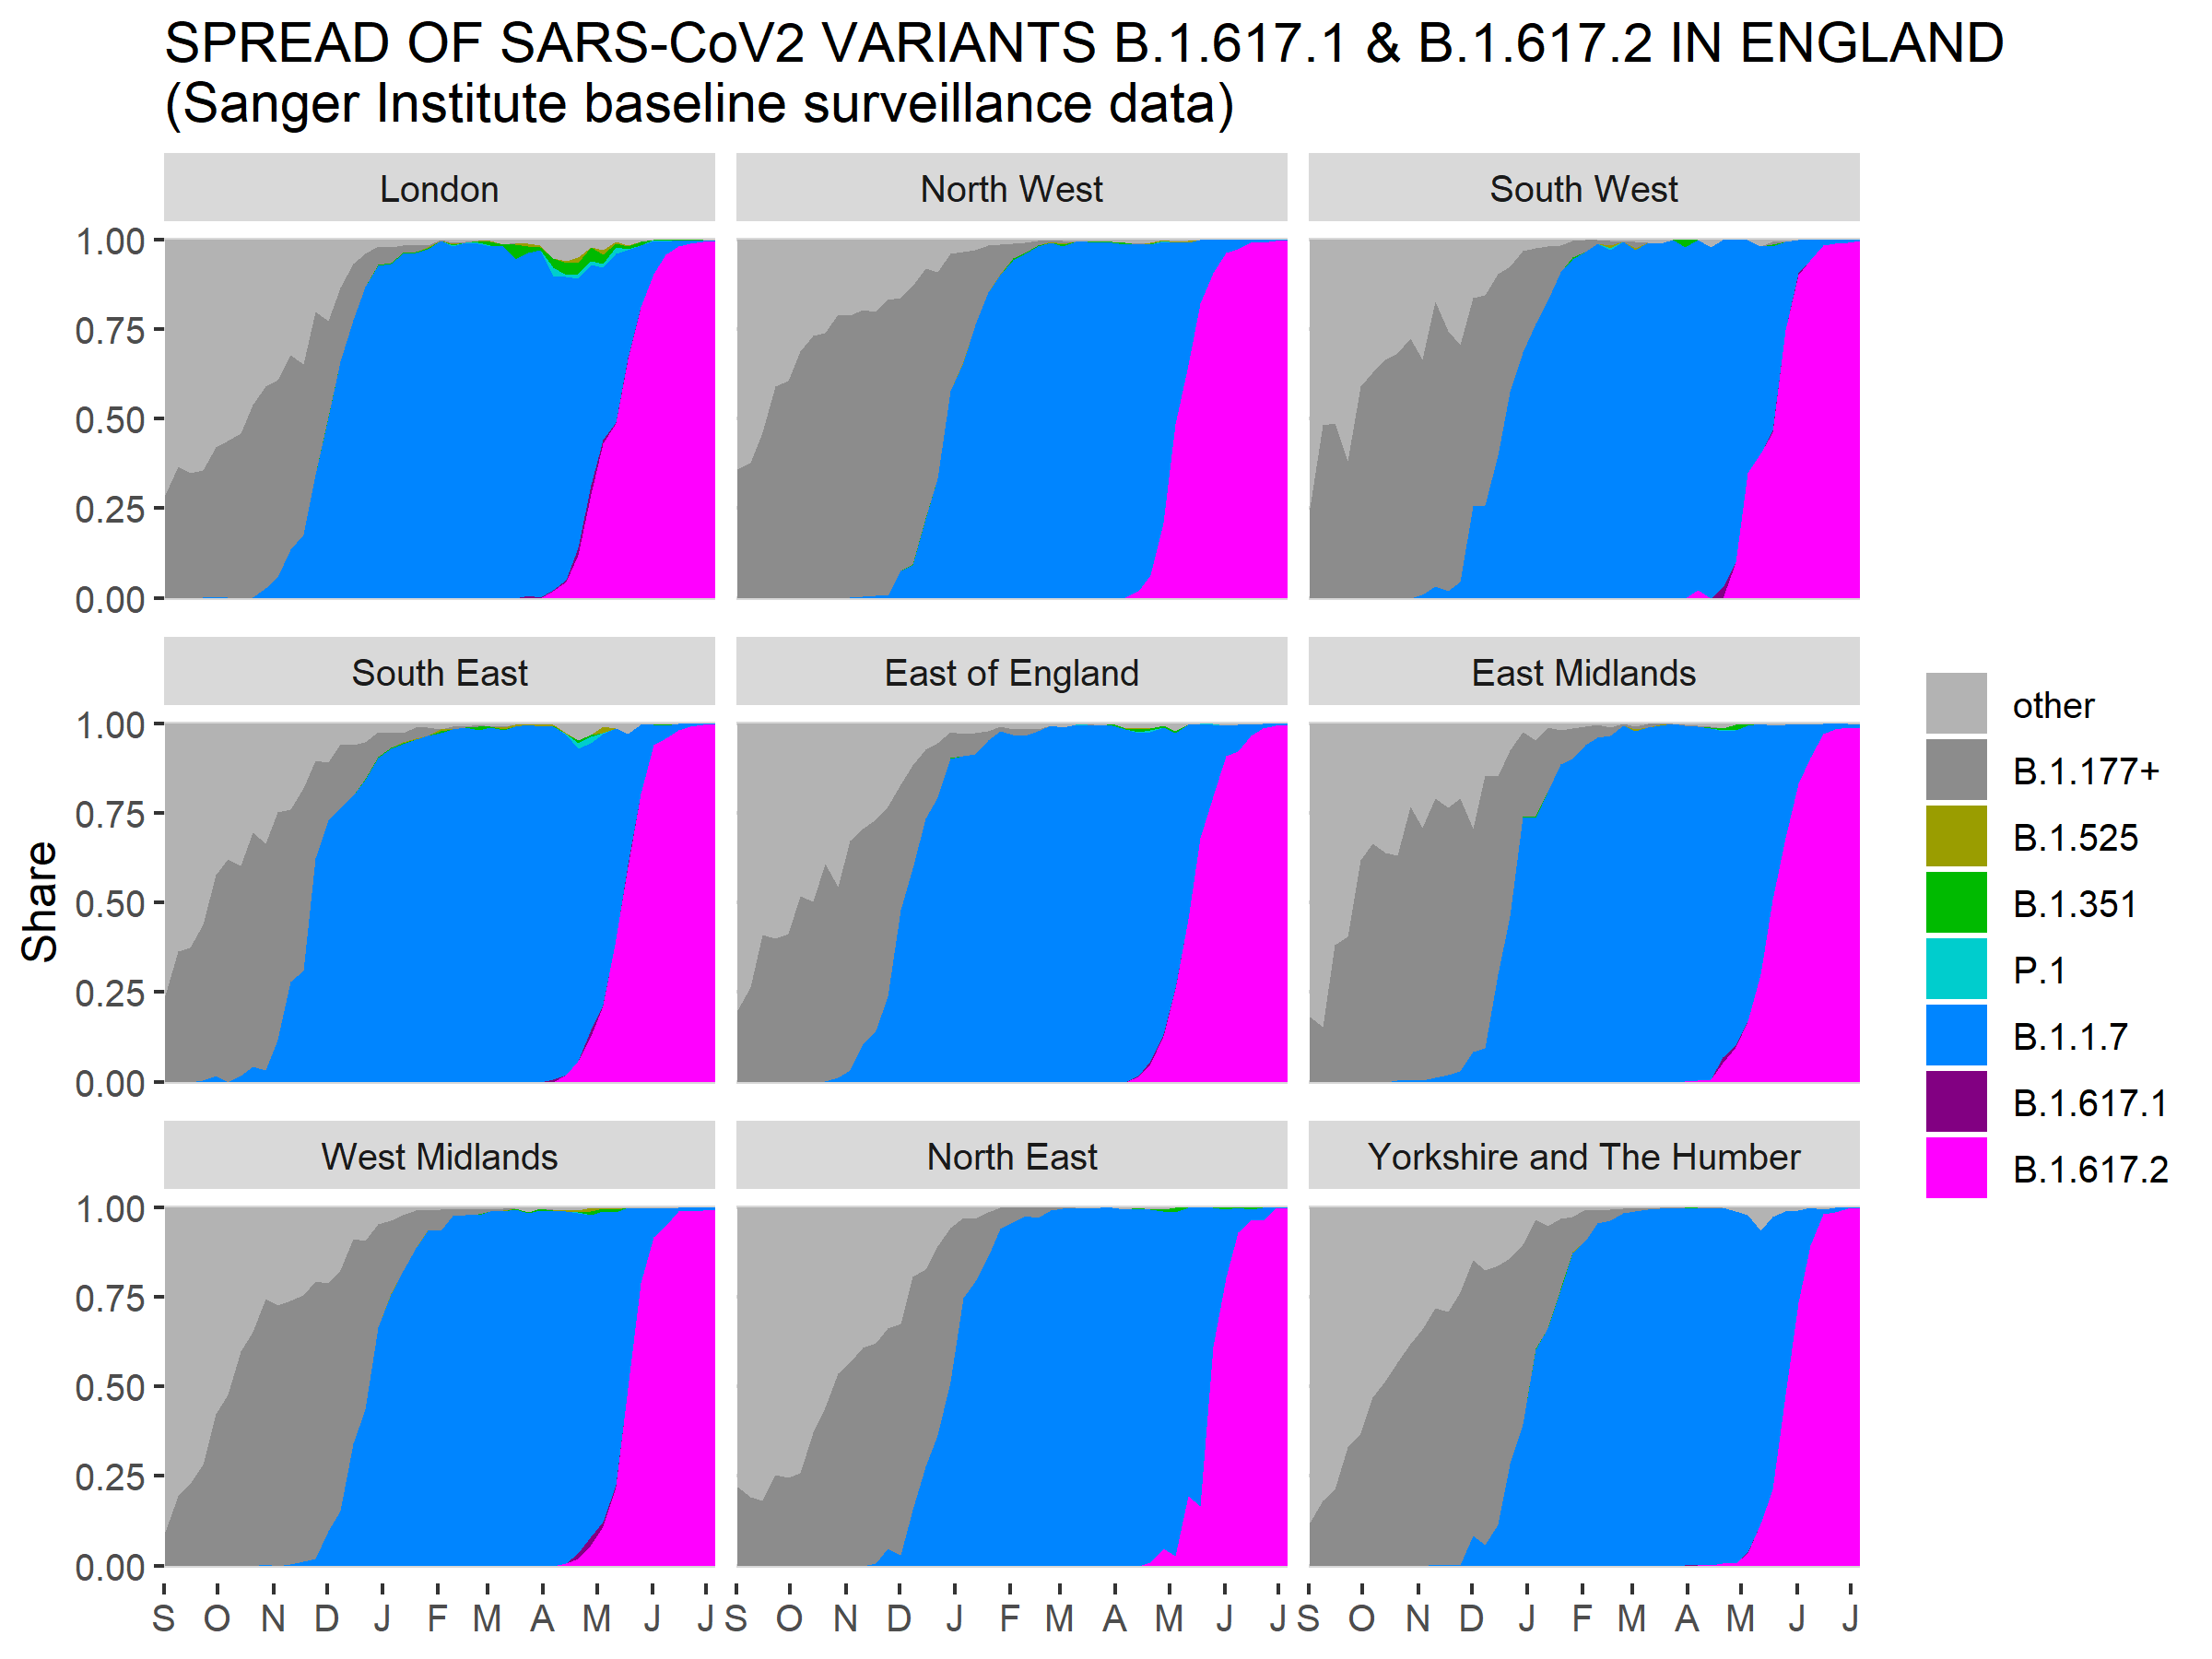 SPREAD OF SARS-CoV2 VARIANTS B.1.617.1 & B.1.617.2 IN ENGLAND
(Sanger Institute baseline surveillance data)
London North West South West
1.00
0.75
0.50
0.25
0.00
South East East of England East Midlands
1.00
0.75
0.50
0.25
0.00
West Midlands North East Yorkshire and The Humber
1.00
0.75
0.50
0.25
0.00
S O N D J F M A M J J S O N D J F M A M J J S O N D J F M A M J J
Share
other
B.1.177+
B.1.525
B.1.351
P.1
B.1.1.7
B.1.617.1
B.1.617.2